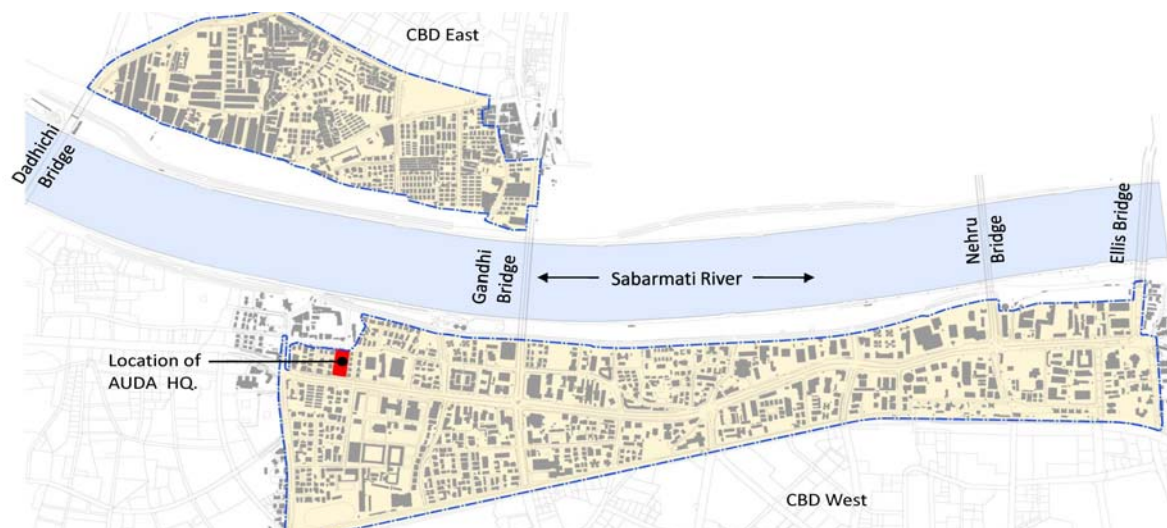 CBD East
Dadhichi
Bridge
Gandhi
Bridge
Sabarmati River
Nehru
Bridge
Ellis Bridge
Location of
AUDA HQ.
CBD West